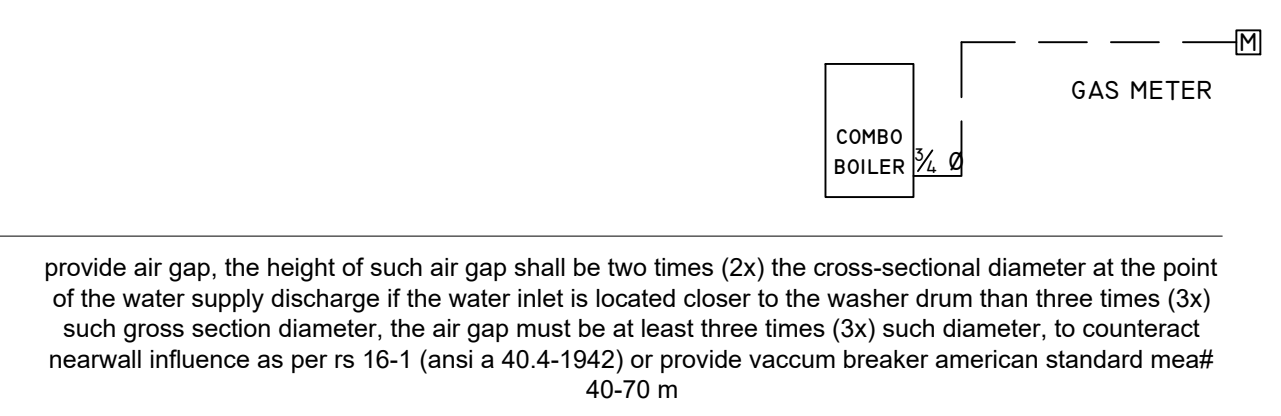 M
GAS METER
COMBO
BOILER
¾ Ø
provide air gap, the height of such air gap shall be two times (2x) the cross-sectional diameter at the point
of the water supply discharge if the water inlet is located closer to the washer drum than three times (3x)
such gross section diameter, the air gap must be at least three times (3x) such diameter, to counteract
nearwall influence as per rs 16-1 (ansi a 40.4-1942) or provide vaccum breaker american standard mea#
40-70 m